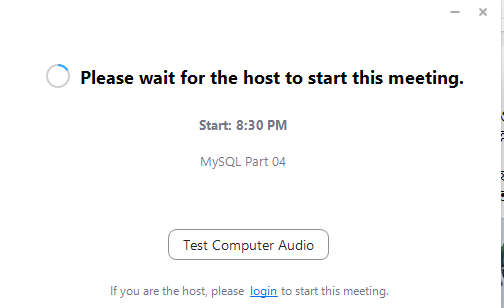 Please wait for the host to start this meeting.
Start: 8:30 PM
MySQL Part 04
Test Computer Audio
If you are the host, please login to start this meeting.